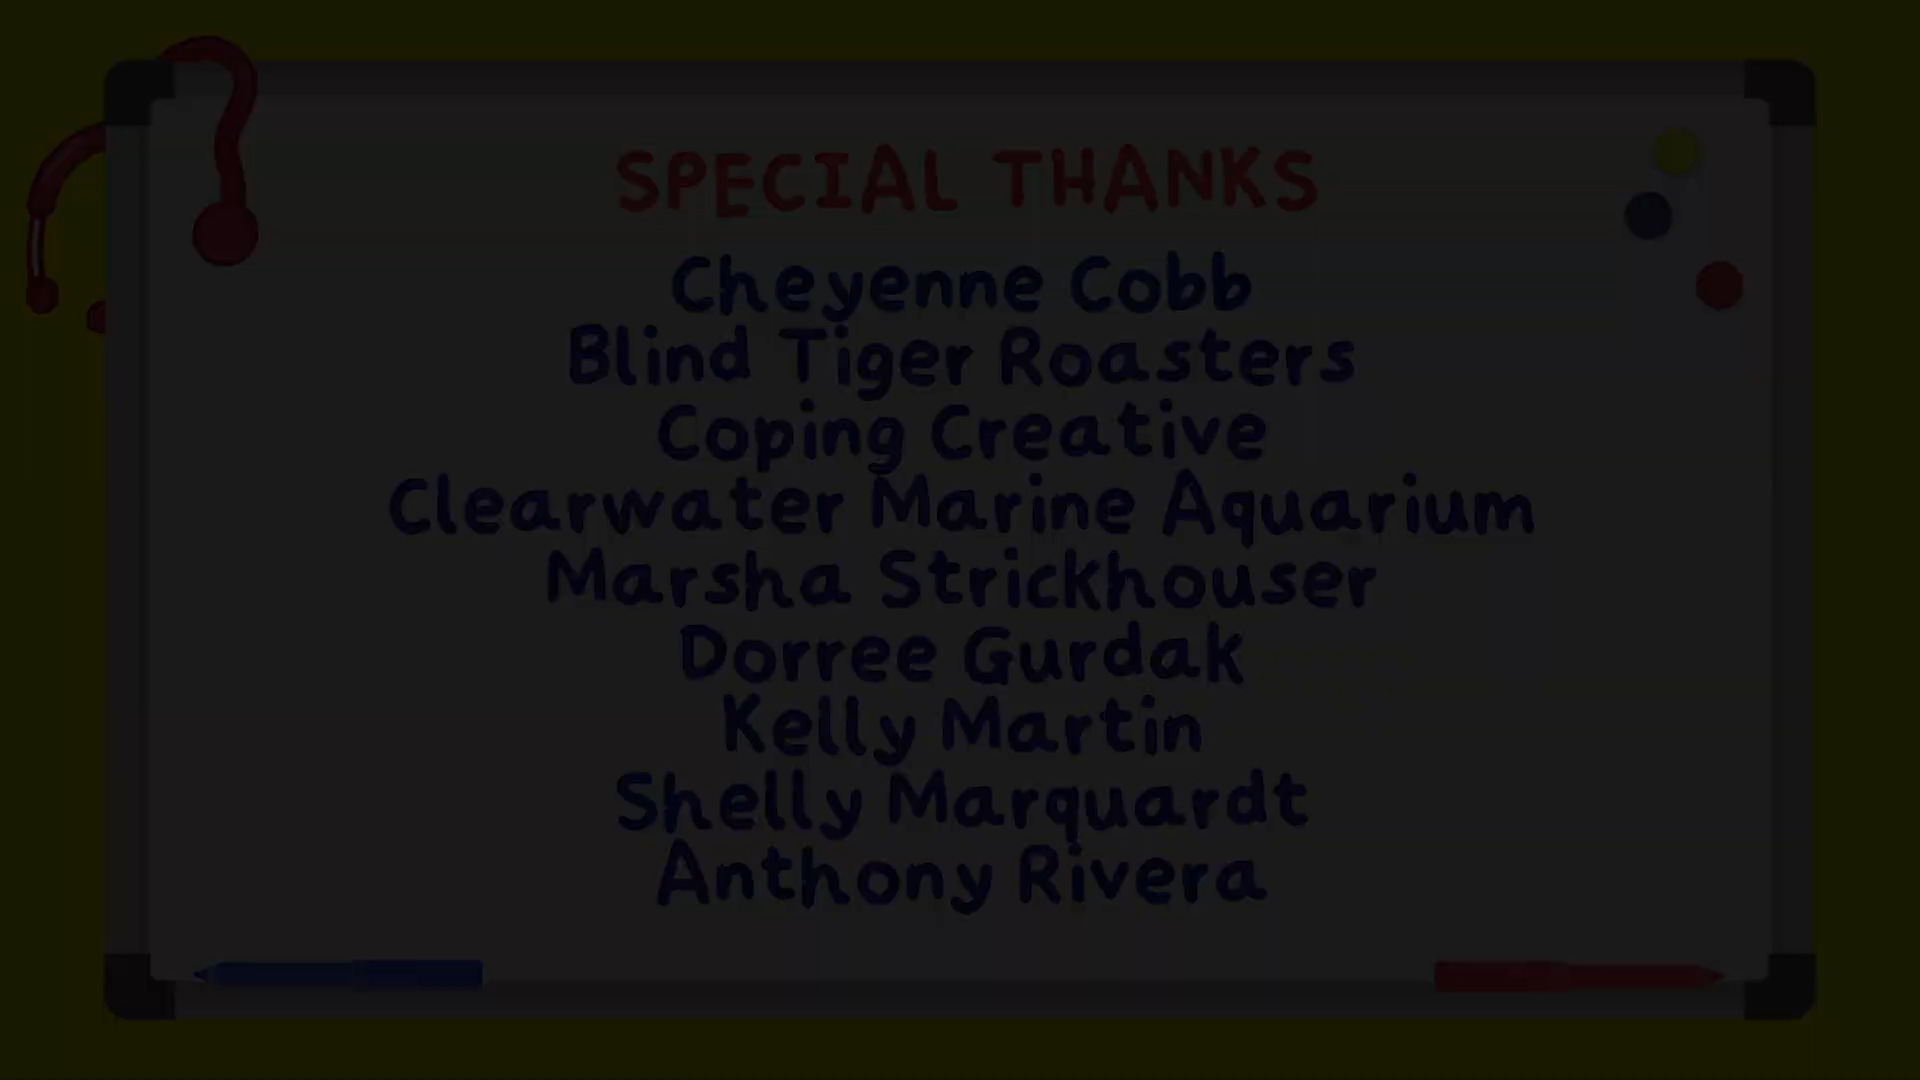 SPECIAL THANKS
Cheyenne Cobb
Blind Tiger Roasters
Coping Creative
Clearwater Marine Aquarium
Marsha Strickhouser
Dorree Gurdak
Kelly Martin
Shelly Marquardt
Anthony Rivera